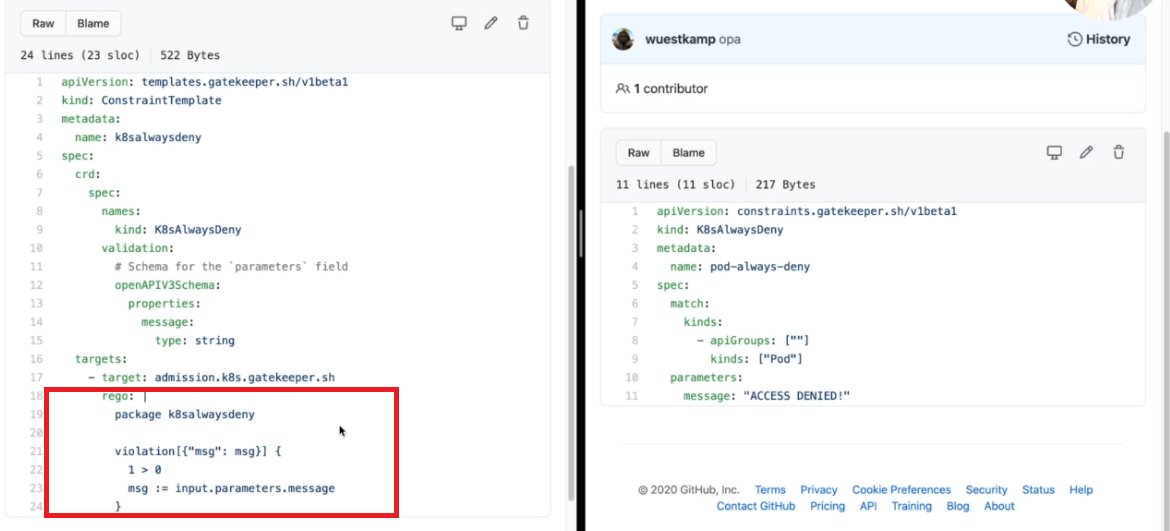 Raw Blame
24 lines (23 sloc) 522 Bytes
1 apiVersion: templates.gatekeeper.sh/v1beta1
2 kind: ConstraintTemplate
3 metadata:
4 name: k8salwaysdeny
5 spec:
6 crd:
7 spec:
8 names:
9 kind: K8sAlwaysDeny
10 validation:
11 # Schema for the `parameters` field
12 openAPIV3Schema:
13 properties:
14 message:
15 type: string
16 targets:
17 - target: admission.k8s.gatekeeper.sh
18 rego: |
19 package k8salwaysdeny
20
21 violation[{"msg": msg}] {
22 1 > 0
23 msg := input.parameters.message
24 }
wuestkamp opa History
1 contributor
Raw Blame
11 lines (11 sloc) 217 Bytes
1 apiVersion: constraints.gatekeeper.sh/v1beta1
2 kind: K8sAlwaysDeny
3 metadata:
4 name: pod-always-deny
5 spec:
6 match:
7 kinds:
8 - apiGroups: [""]
9 kinds: ["Pod"]
10 parameters:
11 message: "ACCESS DENIED!"
© 2020 GitHub, Inc. Terms Privacy Cookie Preferences Security Status Help
Contact GitHub Pricing API Training Blog About